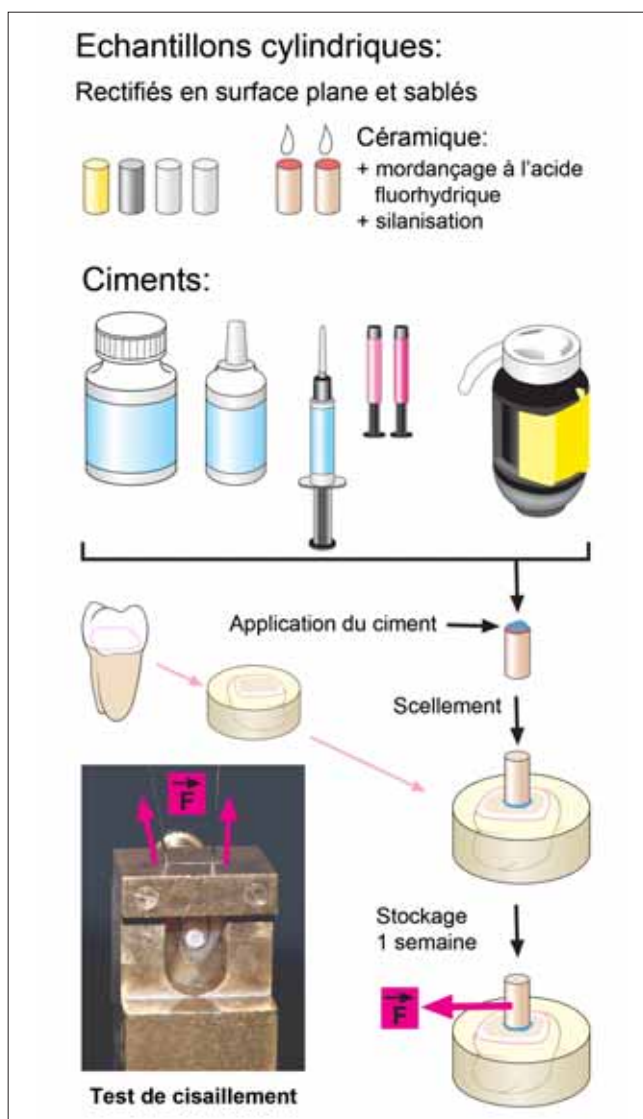 Echantillons cylindriques:
Rectifiés en surface plane et sablés
Céramique:
+ mordançage à l'acide
fluorhydrique
+ silanisation
Ciments:
Application du ciment
Scellement
F
Stockage
1 semaine
F
Test de cisaillement